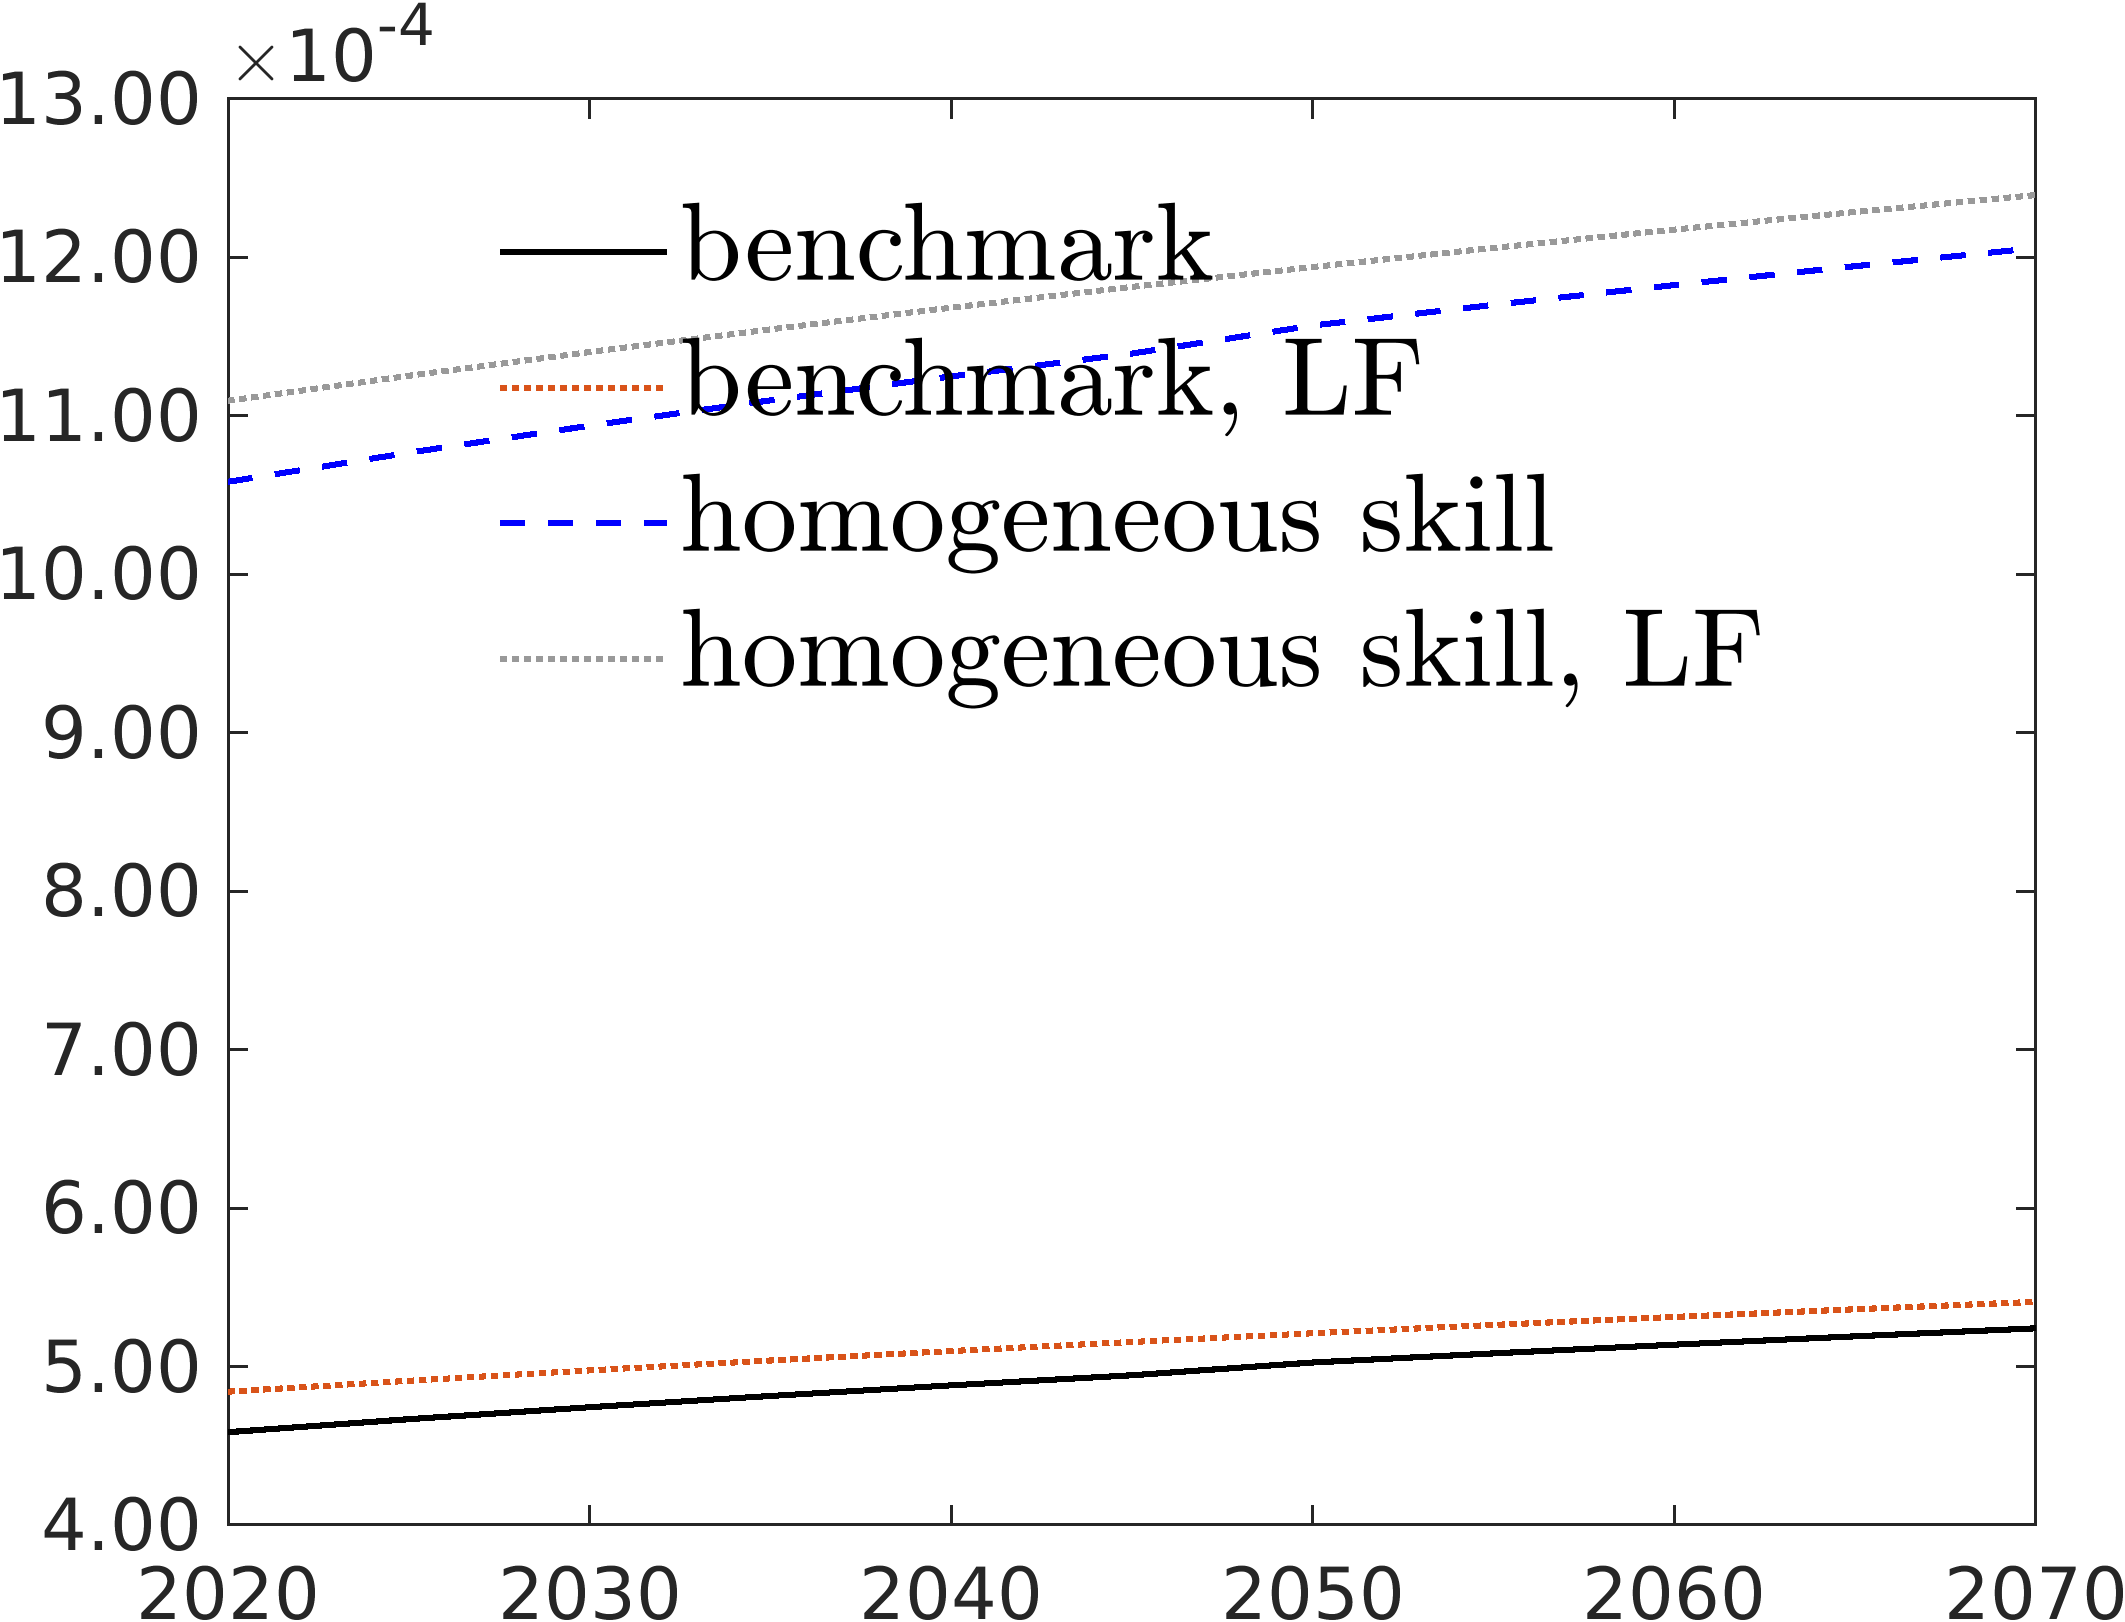 ×10-4
13.00
12.00
11.00
10.00
9.00
8.00
7.00
6.00
5.00
4.00
benchmark
benchmark, LF
homogeneous skill
homogeneous skill, LF
2020 2030 2040 2050 2060 2070